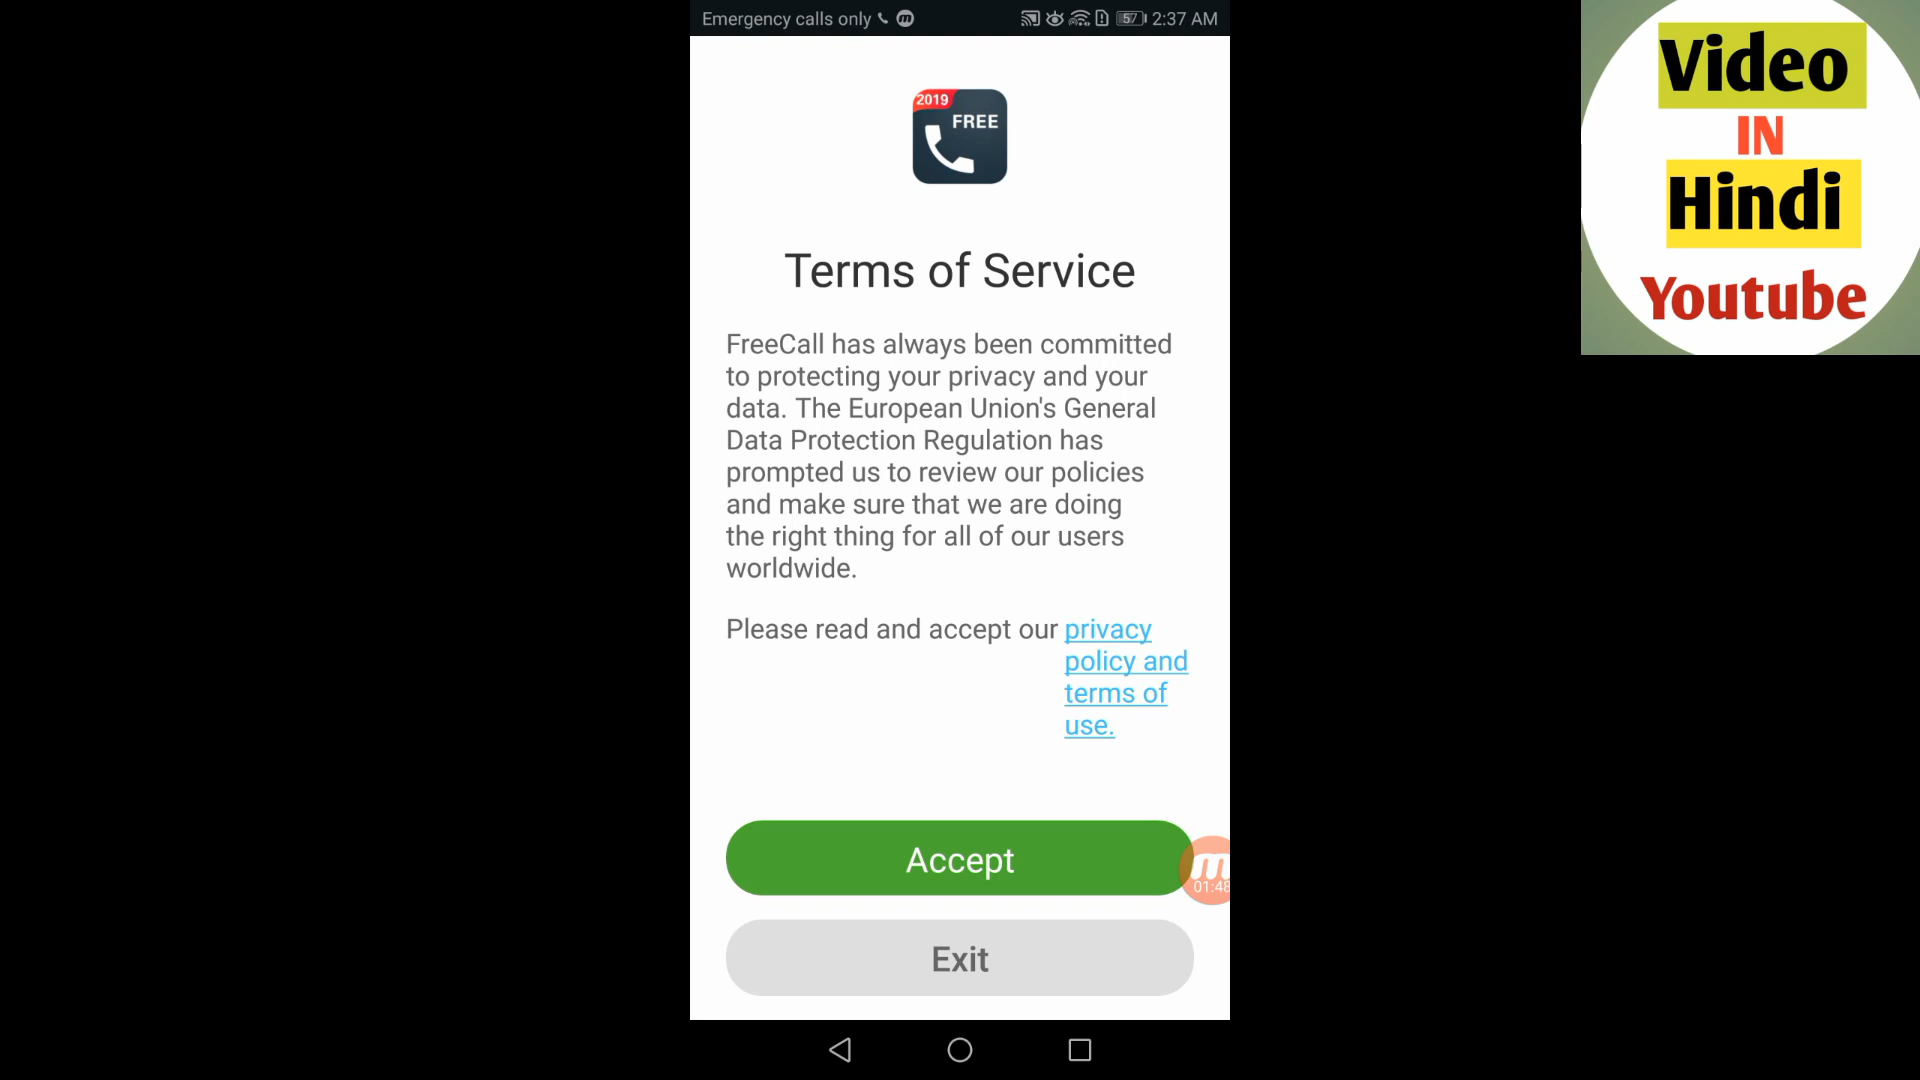 Emergency calls only
57
2:37 AM
2019
FREE
Terms of Service
FreeCall has always been committed
to protecting your privacy and your
data. The European Union's General
Data Protection Regulation has
prompted us to review our policies
and make sure that we are doing
the right thing for all of our users
worldwide.
Please read and accept our privacy
policy and
terms of
use.
Accept
01:48
Exit
Video
IN
Hindi
Youtube